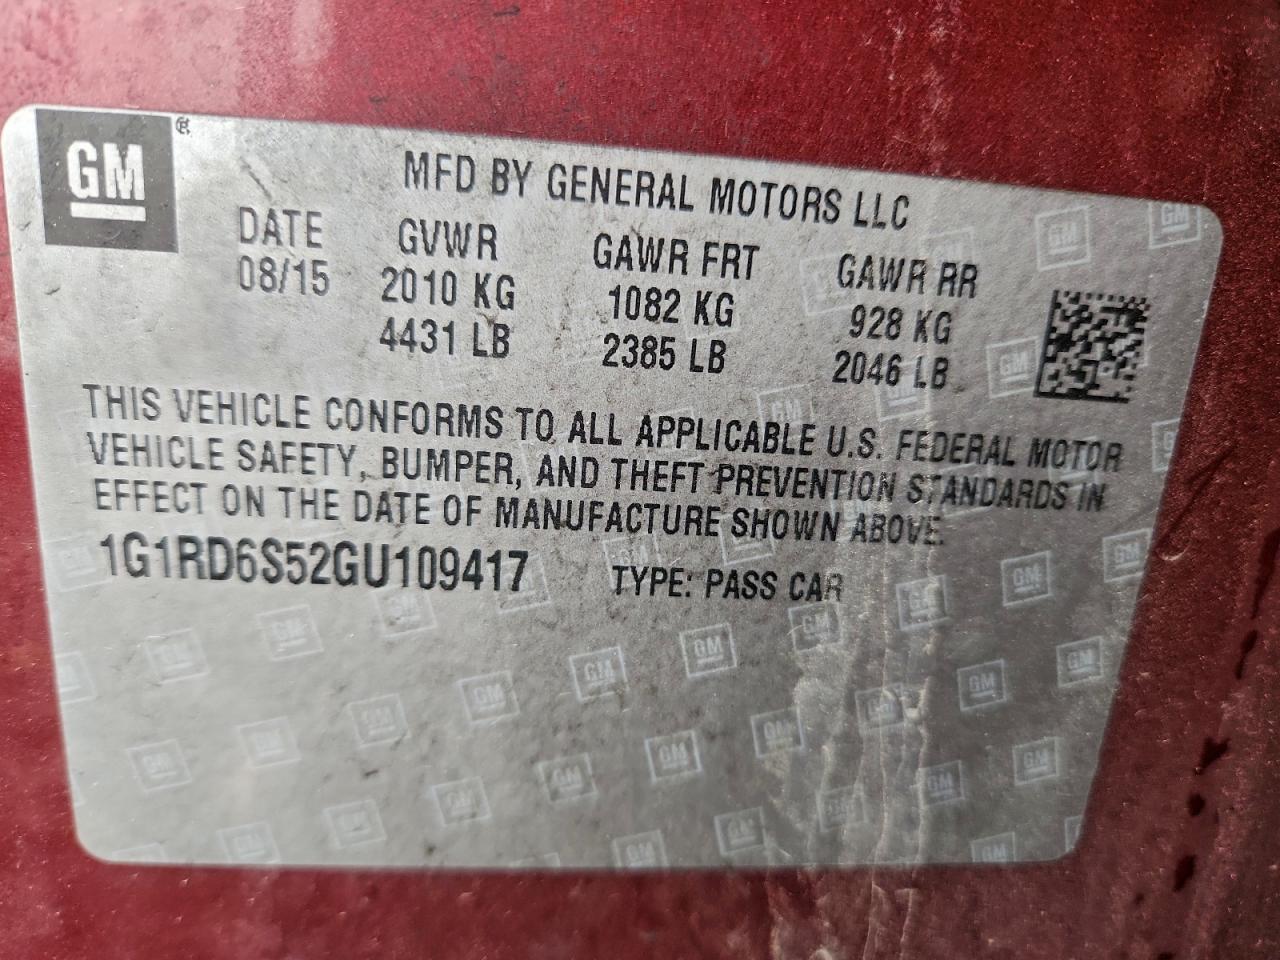 GM
MFD BY GENERAL MOTORS LLC
DATE GVWR GAWR FRT GAWR RR
08/15 2010 KG 1082 KG 928 KG
4431 LB 2385 LB 2046 LB
THIS VEHICLE CONFORMS TO ALL APPLICABLE U.S. FEDERAL MOTOR
VEHICLE SAFETY, BUMPER, AND THEFT PREVENTION STANDARDS IN
EFFECT ON THE DATE OF MANUFACTURE SHOWN ABOVE.
1G1RD6S52GU109417 TYPE: PASS CAR